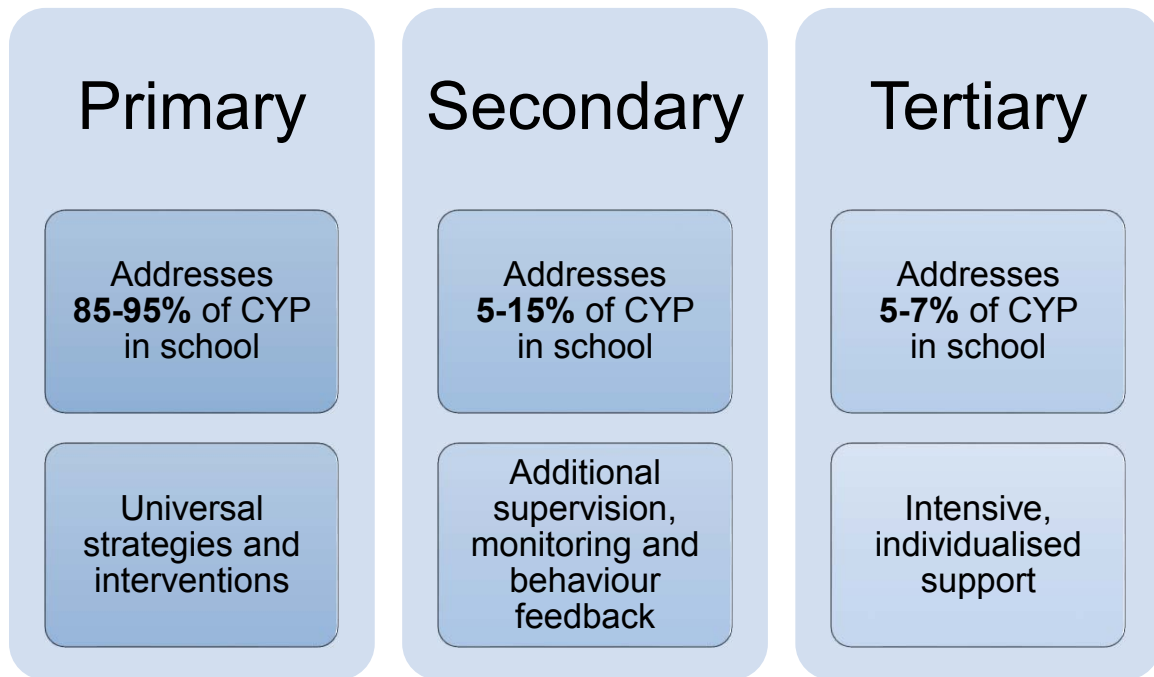 Primary
Addresses
85-95% of CYP
in school
Universal
strategies and
interventions
Secondary
Addresses
5-15% of CYP
in school
Additional
supervision,
monitoring and
behaviour
feedback
Tertiary
Addresses
5-7% of CYP
in school
Intensive,
individualised
support